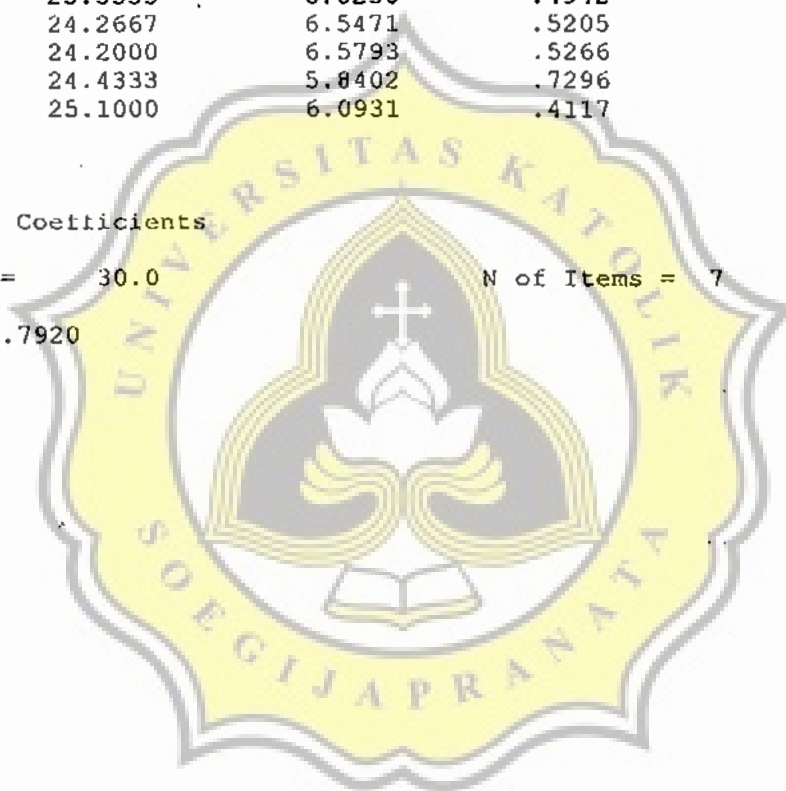 24.2667 6.5471 .5205
24.2000 6.5793 .5266
24.4333 5.8402 .7296
25.1000 6.0931 .4117
Coefficients
= 30.0 N of Items = 7
.7920
UNIVERSITAS KATOLIK
SOEGIJAPRANATA